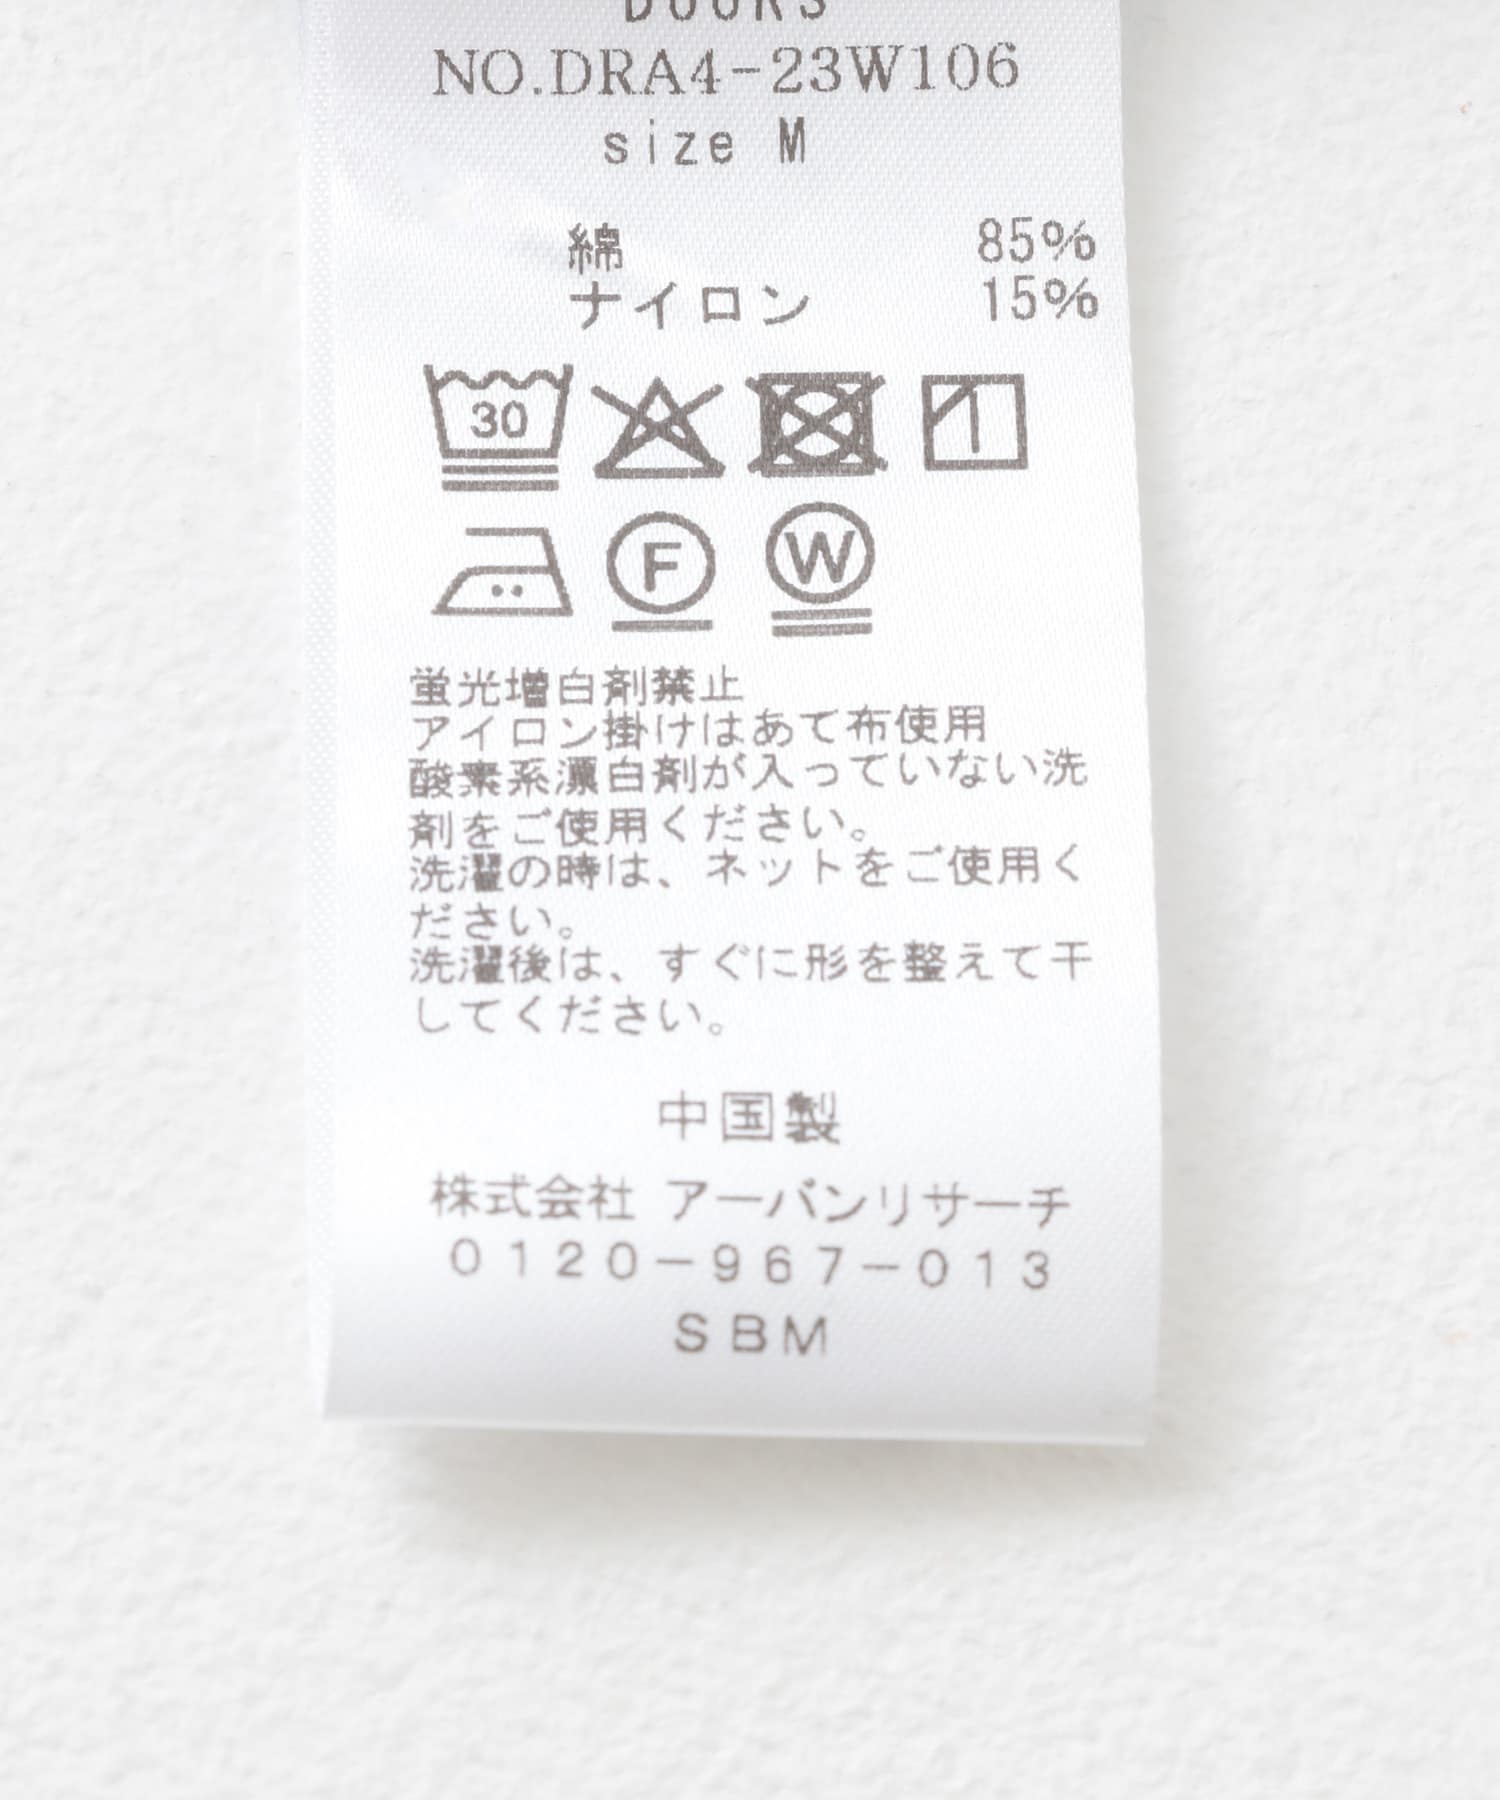 DOORS
NO.DRA4-23W106
size M
綿 85%
ナイロン 15%
30
F
W
蛍光増白剤禁止
アイロン掛けはあて布使用
酸素系漂白剤が入っていない洗
剤をご使用ください。
洗濯の時は、ネットをご使用く
ださい。
洗濯後は、すぐに形を整えて干
してください。
中国製
株式会社 アーバンリサーチ
0120-967-013
SBM